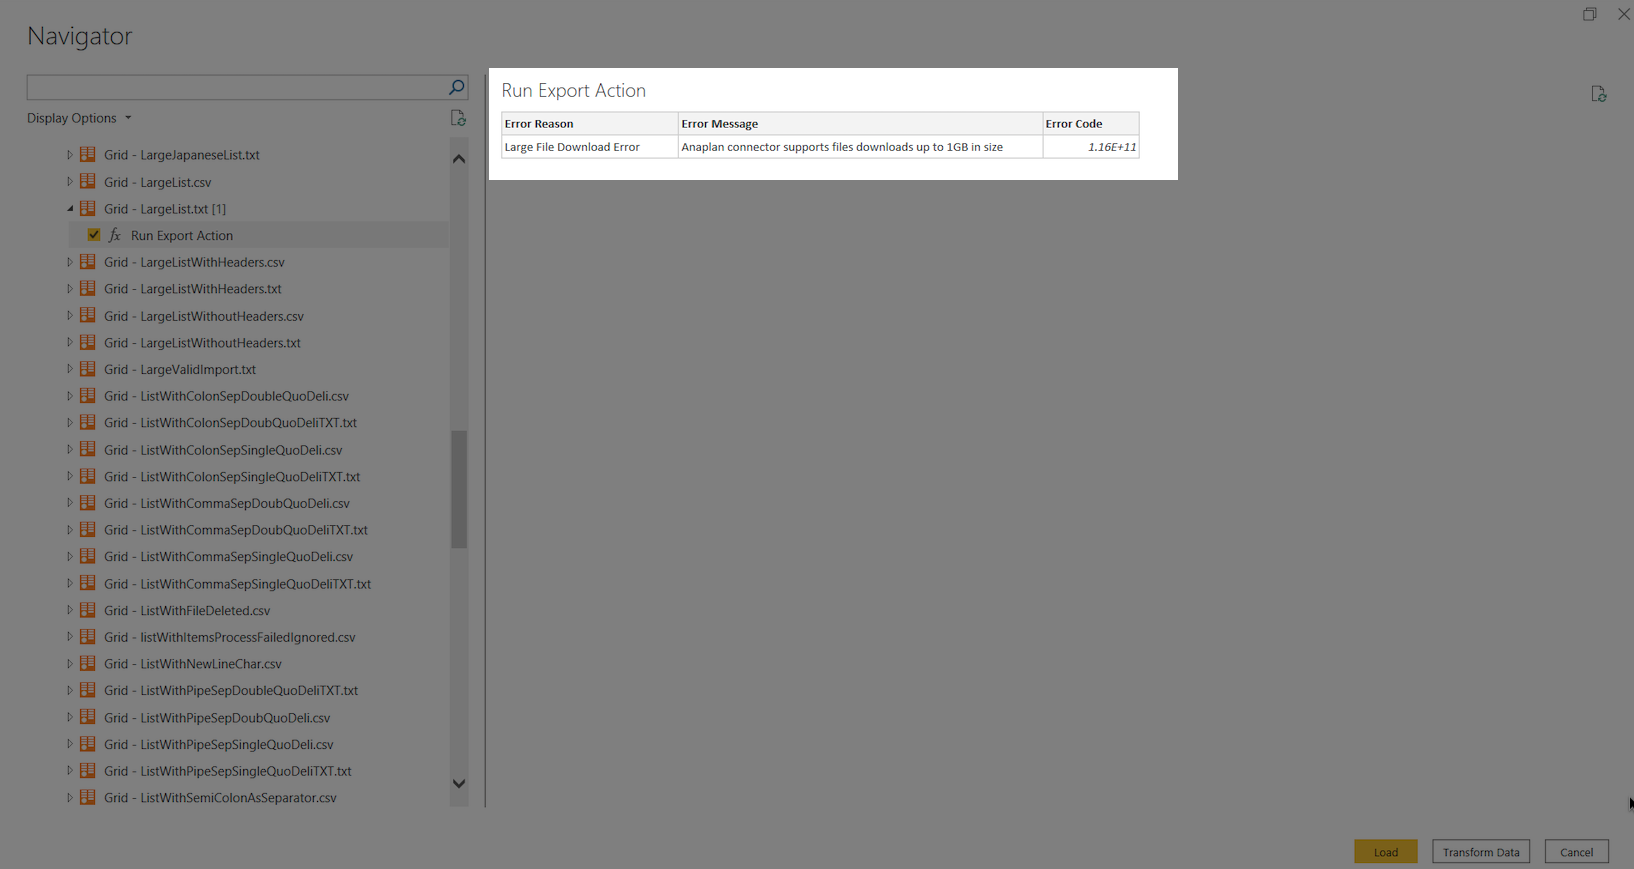 Navigator
Display Options
Grid - LargeJapaneseList.txt
Grid - LargeList.csv
Grid - LargeList.txt [1]
fx Run Export Action
Grid - LargeListWithHeaders.csv
Grid - LargeListWithHeaders.txt
Grid - LargeListWithoutHeaders.csv
Grid - LargeListWithoutHeaders.txt
Grid - LargeValidImport.txt
Grid - ListWithColonSepDoubleQuoDeli.csv
Grid - ListWithColonSepDoubQuoDeliTXT.txt
Grid - ListWithColonSepSingleQuoDeli.csv
Grid - ListWithColonSepSingleQuoDeliTXT.txt
Grid - ListWithCommaSepDoubQuoDeli.csv
Grid - ListWithCommaSepDoubQuoDeliTXT.txt
Grid - ListWithCommaSepSingleQuoDeli.csv
Grid - ListWithCommaSepSingleQuoDeliTXT.txt
Grid - ListWithFileDeleted.csv
Grid - listWithItemsProcessFailedIgnored.csv
Grid - ListWithNewLineChar.csv
Grid - ListWithPipeSepDoubleQuoDeliTXT.txt
Grid - ListWithPipeSepDoubQuoDeli.csv
Grid - ListWithPipeSepSingleQuoDeli.csv
Grid - ListWithPipeSepSingleQuoDeliTXT.txt
Grid - ListWithSemiColonAsSeparator.csv
Run Export Action
Error Reason Error Message Error Code
Large File Download Error Anaplan connector supports files downloads up to 1GB in size 1.16E+11
Load Transform Data Cancel